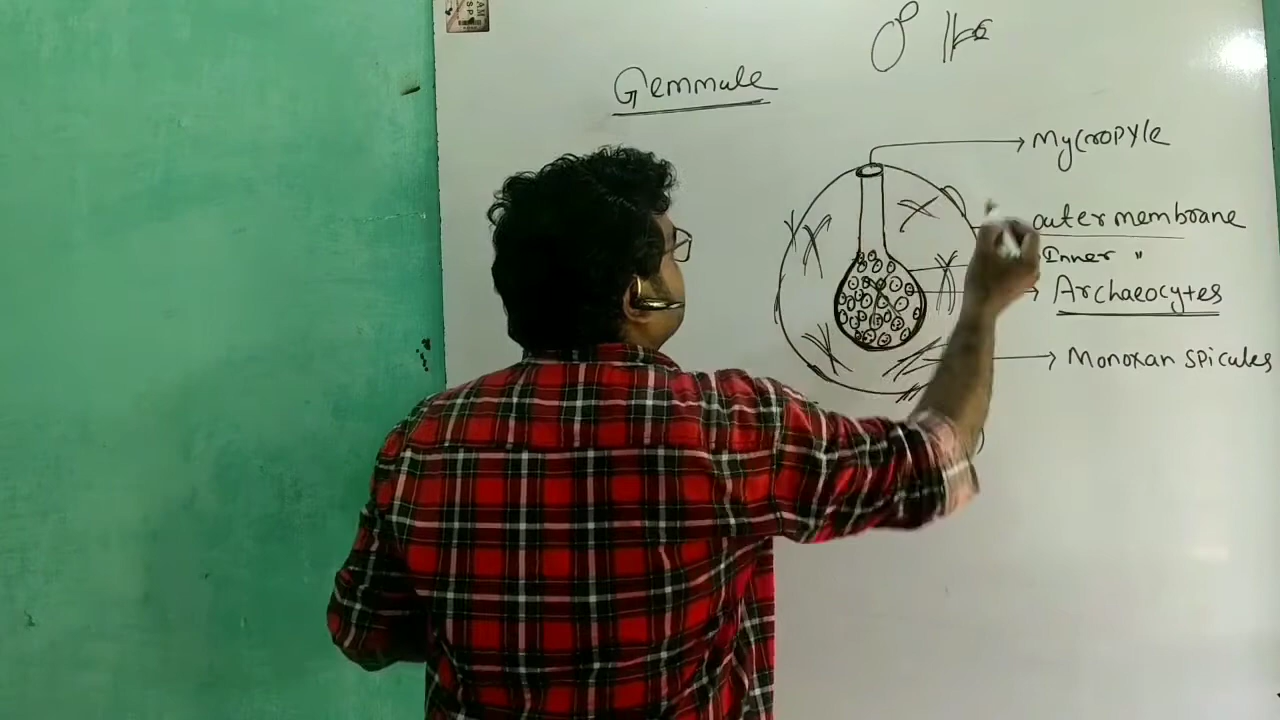 Gemmule
Mycropyle
outer membrane
Inner "
Archaeocytes
Monoxan spicules